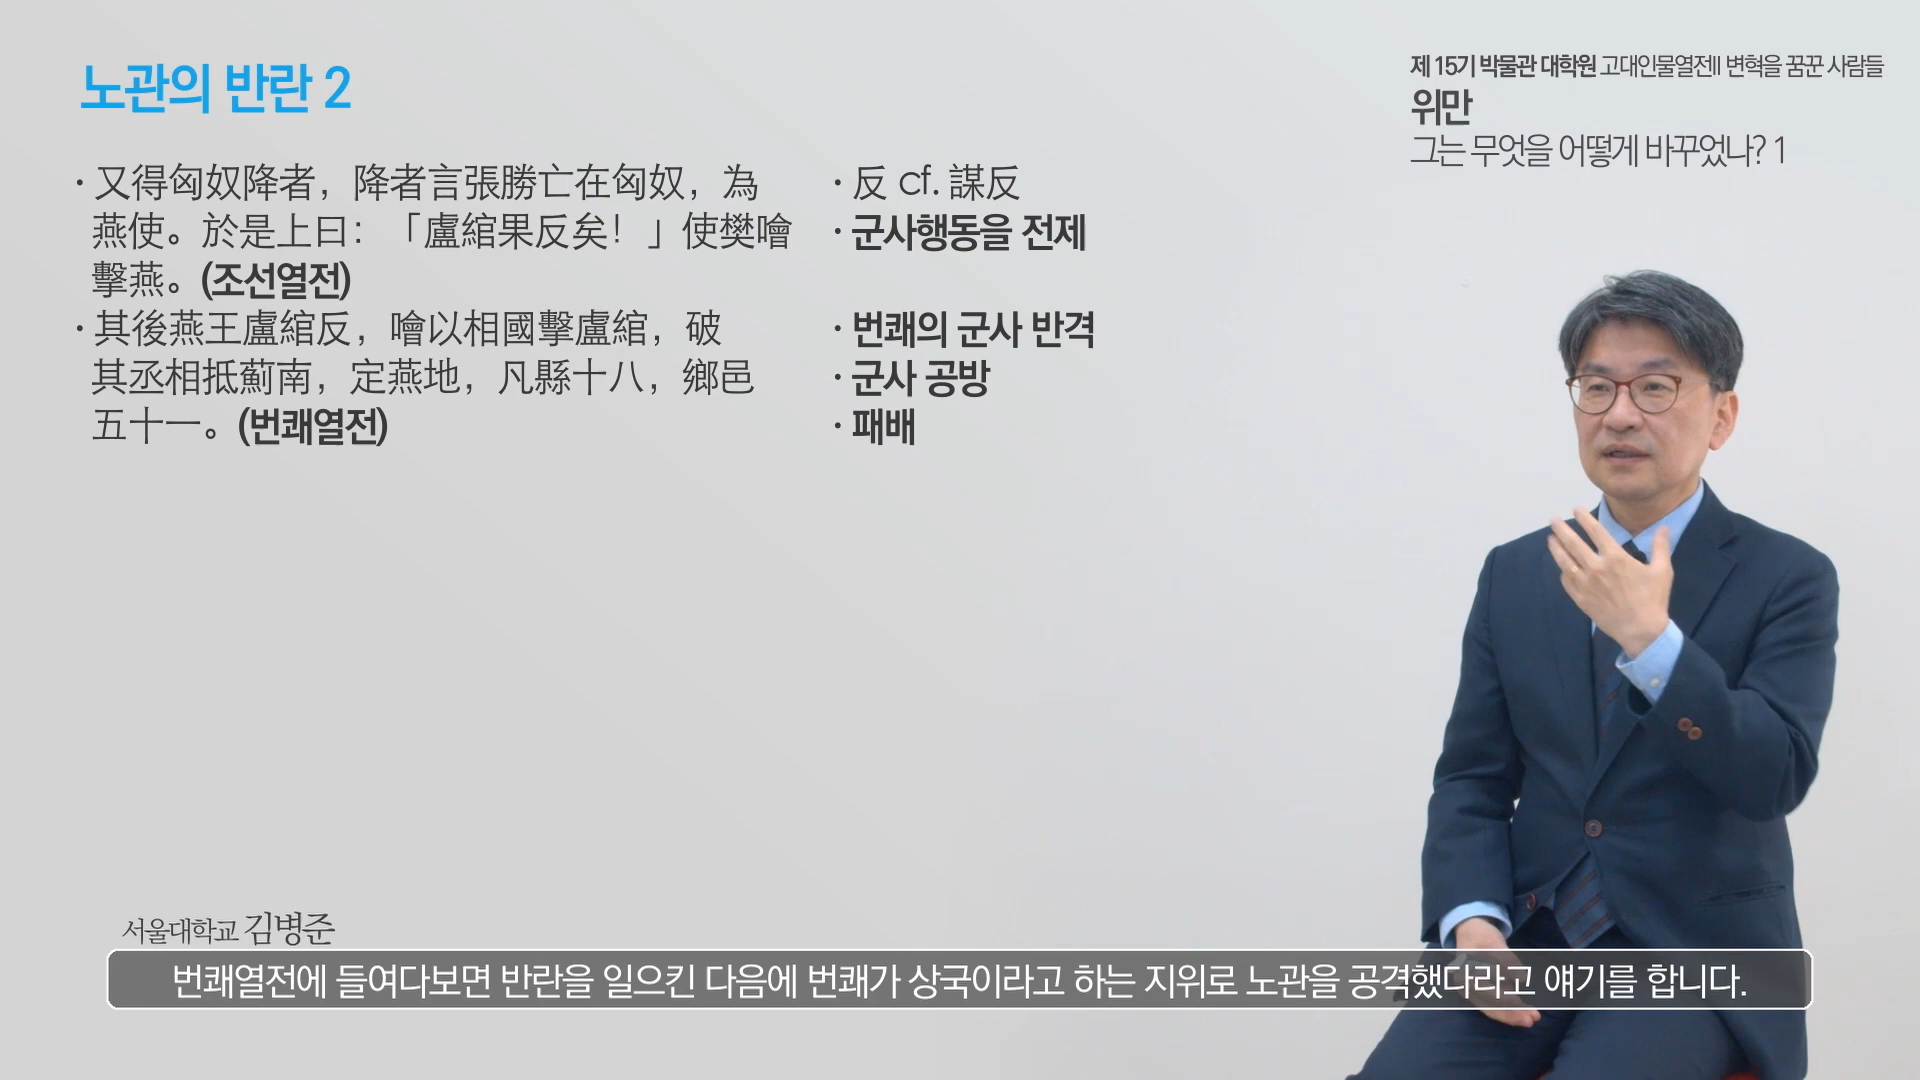 노관의 반란 2
제 15기 박물관 대학원 고대인물열전II 변혁을 꿈꾼 사람들
위만
그는 무엇을 어떻게 바꾸었나? 1
· 又得匈奴降者，降者言張勝亡在匈奴，為
燕使。於是上曰：「盧綰果反矣！」使樊噲
擊燕。(조선열전)
· 其後燕王盧綰反，噲以相國擊盧綰，破
其丞相抵薊南，定燕地，凡縣十八，鄉邑
五十一。(번쾌열전)
· 反 cf. 謀反
· 군사행동을 전제
· 번쾌의 군사 반격
· 군사 공방
· 패배
서울대학교 김병준
번쾌열전에 들여다보면 반란을 일으킨 다음에 번쾌가 상국이라고 하는 지위로 노관을 공격했다라고 얘기를 합니다.